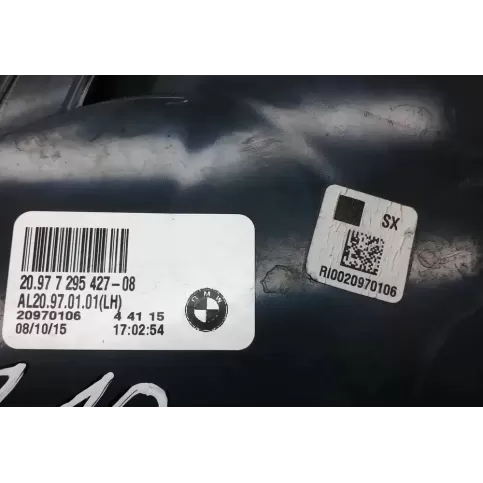 SX
RI0020970106
20.97 7 295 427-08
AL20.97.01.01(LH)
BMW
20970106 4 41 15
08/10/15 17:02:54